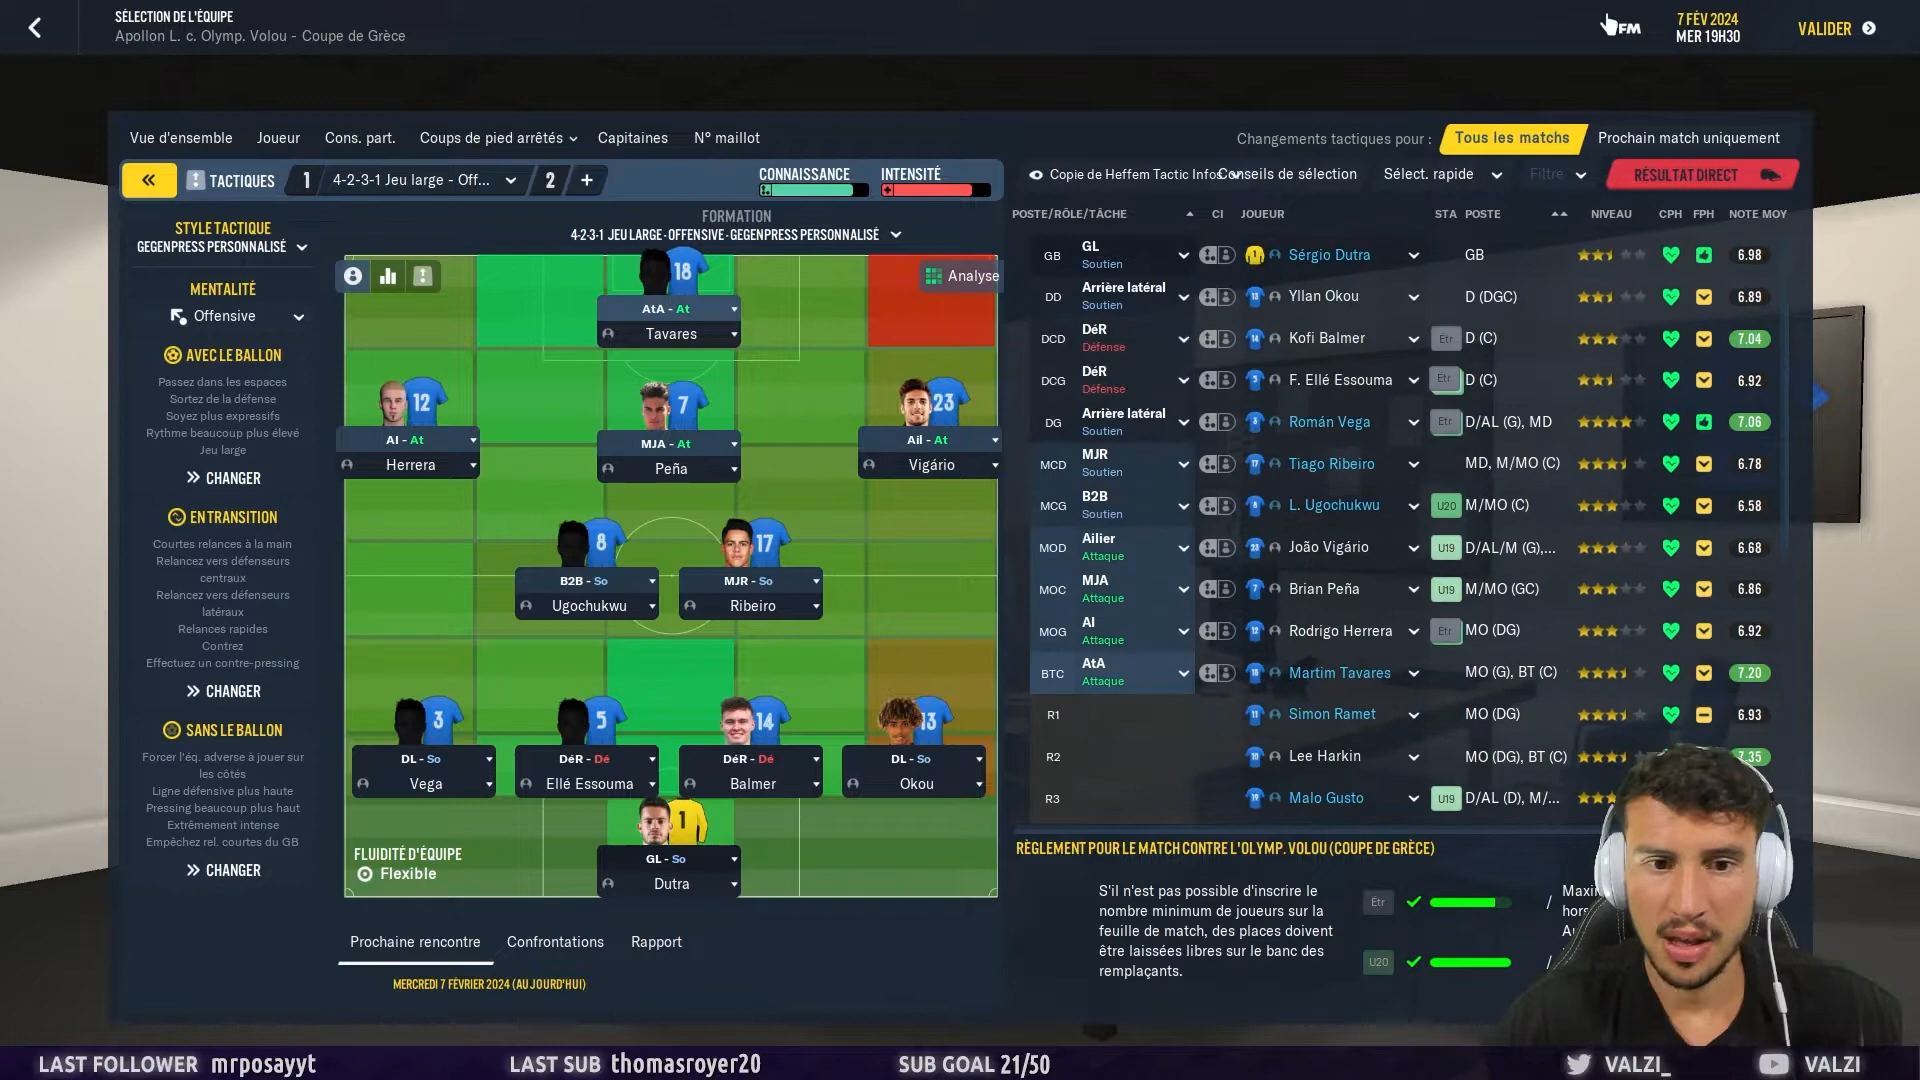 SÉLECTION DE L'ÉQUIPE
Apollon L. c. Olymp. Volou - Coupe de Grèce
FM
7 FÉV 2024
MER 19H30
VALIDER
Vue d'ensemble
Joueur
Cons. part.
Coups de pied arrêtés
Capitaines
N° maillot
Changements tactiques pour :
Tous les matchs
Prochain match uniquement
TACTIQUES
1
4-2-3-1 Jeu large - Off...
2
+
CONNAISSANCE
INTENSITÉ
Copie de Heffem Tactic Infos
Conseils de sélection
Sélect. rapide
Filtre
RÉSULTAT DIRECT
STYLE TACTIQUE
GEGENPRESS PERSONNALISÉ
MENTALITÉ
Offensive
AVEC LE BALLON
Passez dans les espaces
Sortez de la défense
Soyez plus expressifs
Rythme beaucoup plus élevé
Jeu large
CHANGER
EN TRANSITION
Courtes relances à la main
Relancez vers défenseurs
centraux
Relancez vers défenseurs
latéraux
Relances rapides
Contrez
Effectuez un contre-pressing
CHANGER
SANS LE BALLON
Forcer l'éq. adverse à jouer sur
les côtés
Ligne défensive plus haute
Pressing beaucoup plus haut
Extrêmement intense
Empêchez rel. courtes du GB
CHANGER
FORMATION
4-2-3-1 JEU LARGE - OFFENSIVE - GEGENPRESS PERSONNALISÉ
Analyse
18
AtA - At
Tavares
12
AI - At
Herrera
7
MJA - At
Peña
23
Ail - At
Vigário
8
B2B - So
Ugochukwu
17
MJR - So
Ribeiro
3
DL - So
Vega
5
DéR - Dé
Ellé Essouma
14
DéR - Dé
Balmer
13
DL - So
Okou
1
GL - So
Dutra
FLUIDITÉ D'ÉQUIPE
Flexible
Prochaine rencontre
Confrontations
Rapport
MERCREDI 7 FÉVRIER 2024 (AUJOURD'HUI)
POSTE/RÔLE/TÂCHE CI JOUEUR STA POSTE NIVEAU CPH FPH NOTE MOY
GB GL Soutien 1 Sérgio Dutra GB 6.98
DD Arrière latéral Soutien 13 Yllan Okou D (DGC) 6.89
DCD DéR Défense 14 Kofi Balmer Etr D (C) 7.04
DCG DéR Défense 5 F. Ellé Essouma Etr D (C) 6.92
DG Arrière latéral Soutien 3 Román Vega Etr D/AL (G), MD 7.06
MCD MJR Soutien 17 Tiago Ribeiro MD, M/MO (C) 6.78
MCG B2B Soutien 8 L. Ugochukwu U20 M/MO (C) 6.58
MOD Ailier Attaque 23 João Vigário U19 D/AL/M (G),... 6.68
MOC MJA Attaque 7 Brian Peña U19 M/MO (GC) 6.86
MOG AI Attaque 12 Rodrigo Herrera Etr MO (DG) 6.92
BTC AtA Attaque 18 Martim Tavares MO (G), BT (C) 7.20
R1 11 Simon Ramet MO (DG) 6.93
R2 10 Lee Harkin MO (DG), BT (C) 7.35
R3 19 Malo Gusto U19 D/AL (D), M/...
RÈGLEMENT POUR LE MATCH CONTRE L'OLYMP. VOLOU (COUPE DE GRÈCE)
S'il n'est pas possible d'inscrire le
nombre minimum de joueurs sur la
feuille de match, des places doivent
être laissées libres sur le banc des
remplaçants.
Etr
/
U20
/
LAST FOLLOWER mrposayyt
LAST SUB thomasroyer20
SUB GOAL 21/50
VALZI_
VALZI